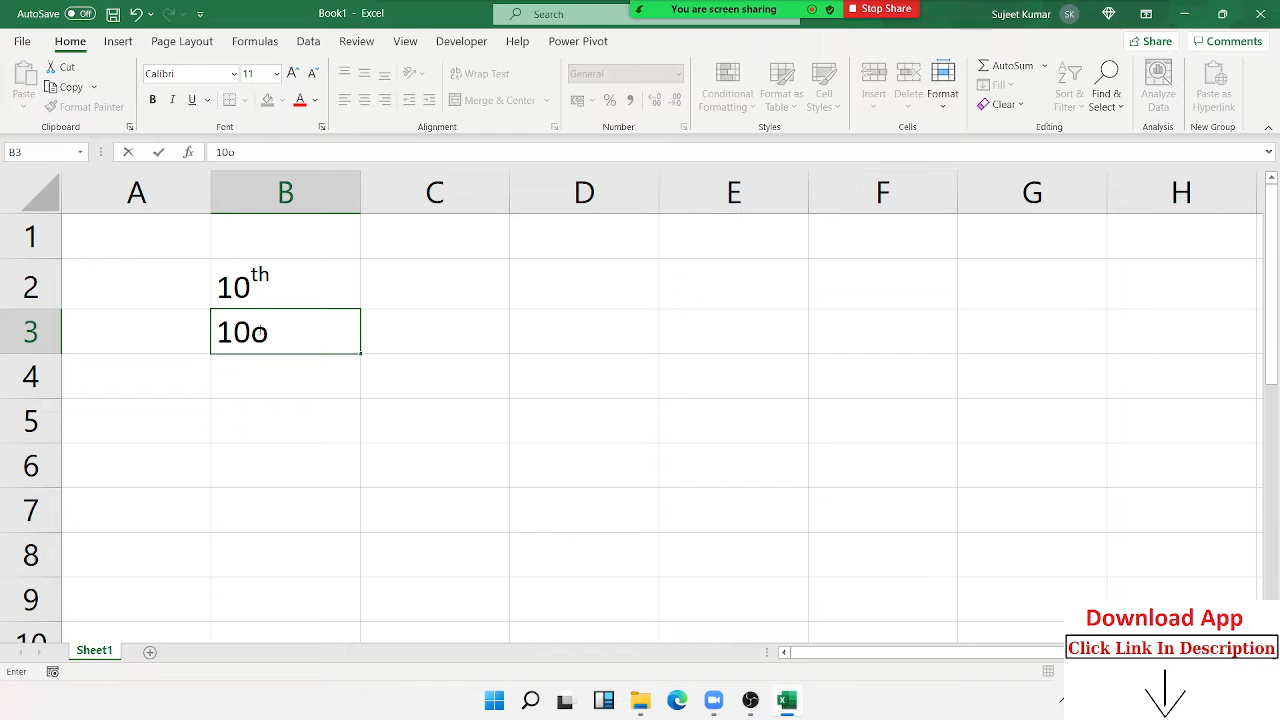 AutoSave Off Book1 - Excel Search You are screen sharing Stop Share Sujeet Kumar SK
File Home Insert Page Layout Formulas Data Review View Developer Help Power Pivot Share Comments
Paste Cut Copy Format Painter Clipboard
Calibri 11 A A B I U A Font
Wrap Text Merge & Center Alignment
General % Number
Conditional Formatting Format as Table Cell Styles Styles
Insert Delete Format Cells
AutoSum Fill Clear Sort & Filter Find & Select Editing
Analyze Data Analysis
Paste as Hyperlink New Group
B3 fx 10o
A B C D E F G H
1
2 10th
3 10o
4
5
6
7
8
9
10
Download App
Click Link In Description
Sheet1
Enter